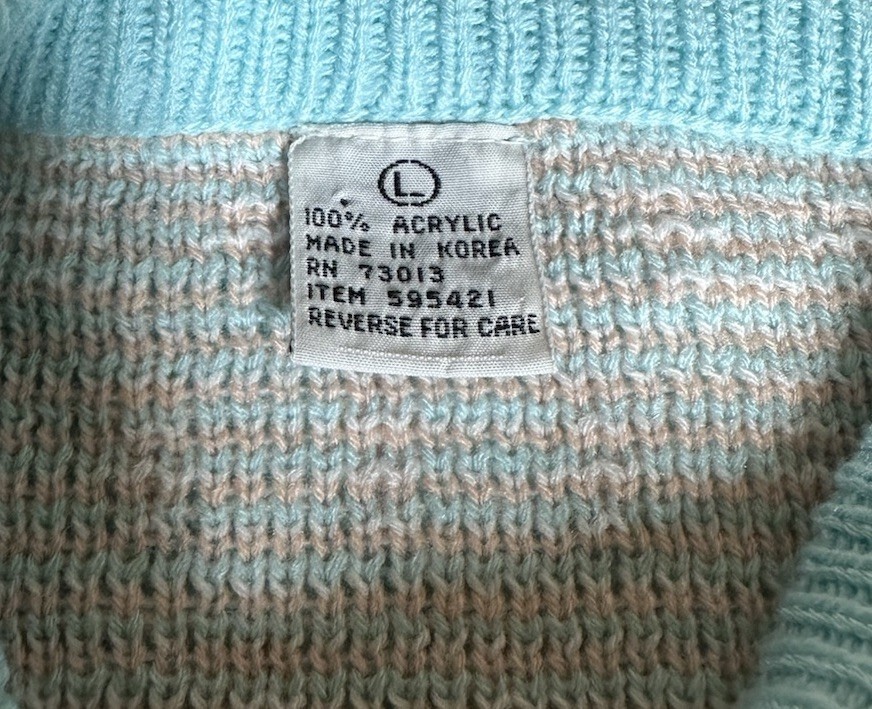 L
100% ACRYLIC
MADE IN KOREA
RN 73013
ITEM 595421
REVERSE FOR CARE